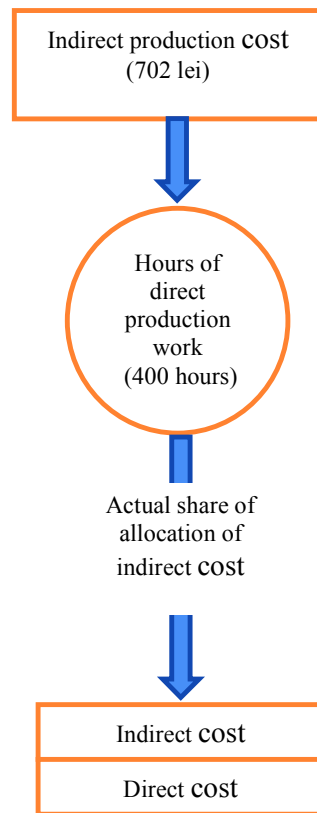 Indirect production cost
(702 lei)
Hours of
direct
production
work
(400 hours)
Actual share of
allocation of
indirect cost
Indirect cost
Direct cost